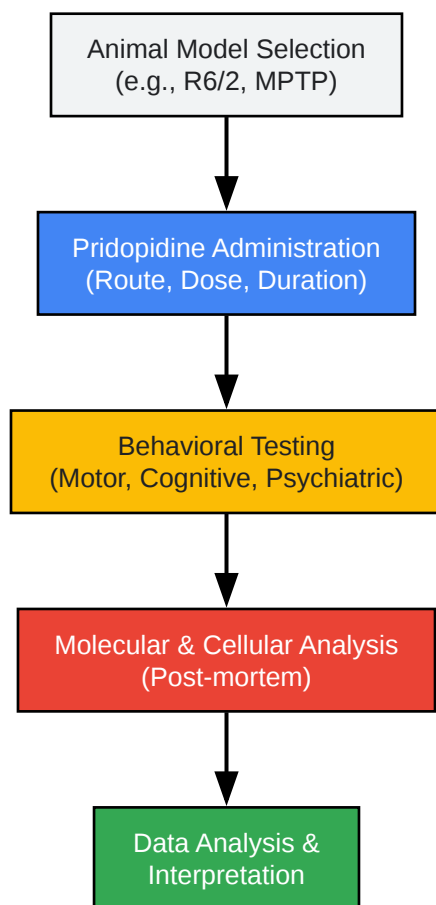 Animal Model Selection
(e.g., R6/2, MPTP)
Pridopidine Administration
(Route, Dose, Duration)
Behavioral Testing
(Motor, Cognitive, Psychiatric)
Molecular & Cellular Analysis
(Post-mortem)
Data Analysis &
Interpretation